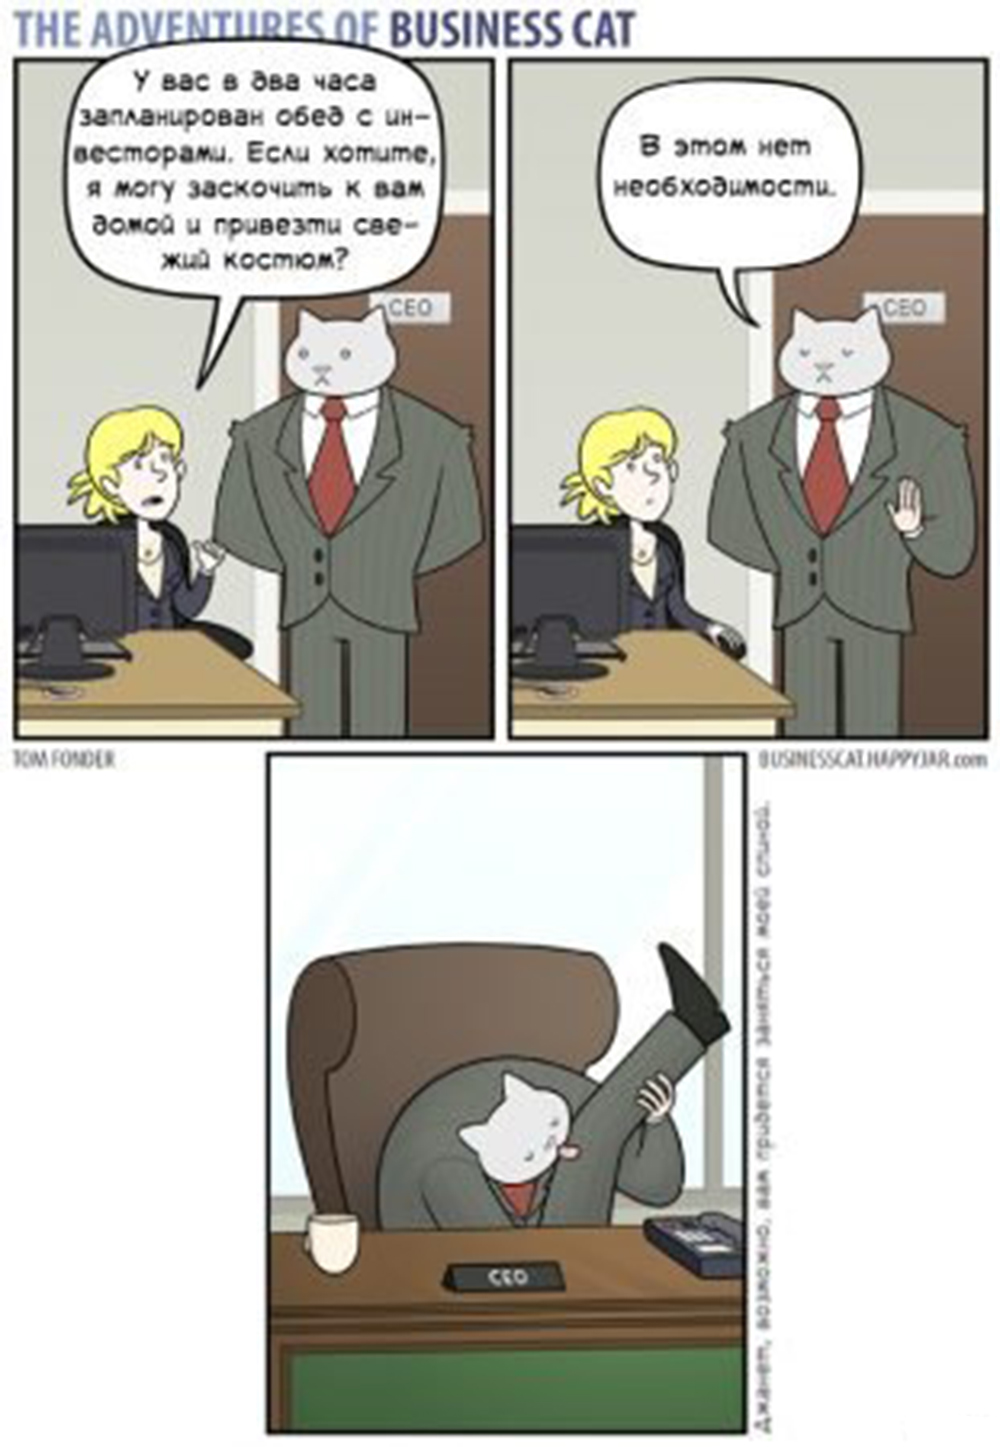 THE ADVENTURES OF BUSINESS CAT
У вас в два часа
запланирован обед с ин-
весторами. Если хотите,
я могу заскочить к вам
домой и привезти све-
жий костюм?
CEO
В этом нет
необходимости.
CEO
TOM FONDER
BUSINESSCAT.HAPPYJAR.com
CEO
Джанет, возможно, вам придется заняться моей спиной.